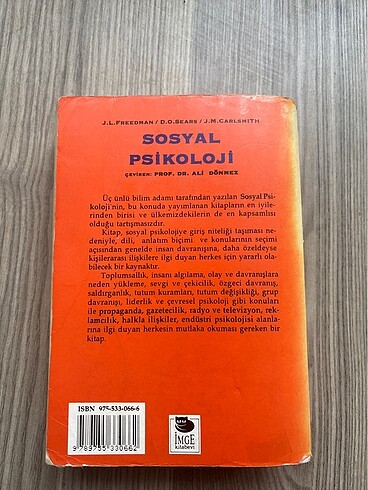 J.L.FREEDMAN / D.O.SEARS / J.M.CARLSMITH
SOSYAL
PSİKOLOJİ
ÇEVİREN: PROF. DR. ALİ DÖNMEZ
Üç ünlü bilim adamı tarafından yazılan Sosyal Psi-
koloji'nin, bu konuda yayımlanan kitapların en iyile-
rinden birisi ve ülkemizdekilerin de en kapsamlısı
olduğu tartışmasızdır.
Kitap, sosyal psikolojiye giriş niteliği taşıması ne-
deniyle, dili, anlatım biçimi ve konularının seçimi
açısından genelde insan davranışına, daha özeldeyse
kişilerarası ilişkilere ilgi duyan herkes için yararlı ola-
bilecek bir kaynaktır.
Toplumsallık, insanı algılama, olay ve davranışlara
neden yükleme, sevgi ve çekicilik, özgeci davranış,
saldırganlık, tutum kuramları, tutum değişikliği, grup
davranışı, liderlik ve çevresel psikoloji gibi konuları
ile propaganda, gazetecilik, radyo ve televizyon, rek-
lamcılık, halkla ilişkiler, endüstri psikolojisi alanla-
rına ilgi duyan herkesin mutlaka okuması gereken bir
kitap.
ISBN 975-533-066-6
9 789755 330662
İMGE
kitabevi